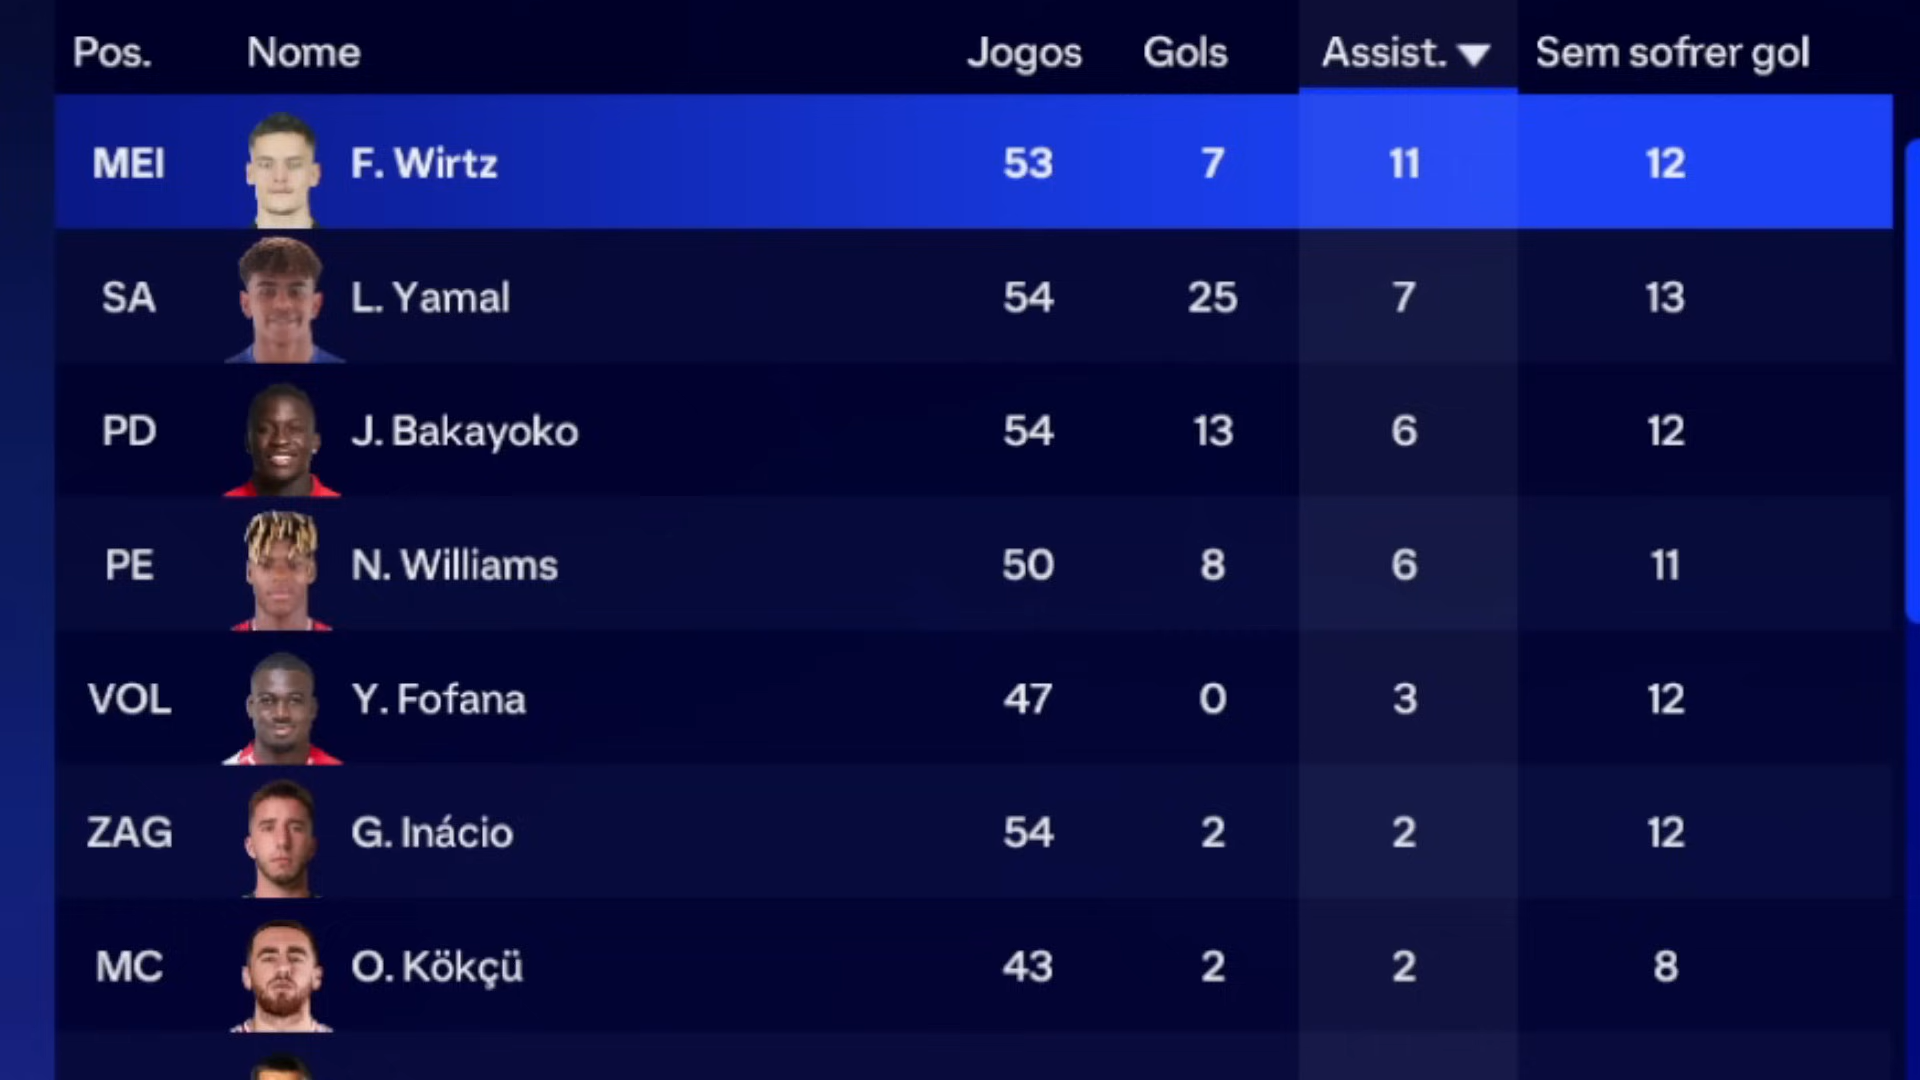 Pos. Nome Jogos Gols Assist. Sem sofrer gol
MEI F. Wirtz 53 7 11 12
SA L. Yamal 54 25 7 13
PD J. Bakayoko 54 13 6 12
PE N. Williams 50 8 6 11
VOL Y. Fofana 47 0 3 12
ZAG G. Inácio 54 2 2 12
MC O. Kökçü 43 2 2 8